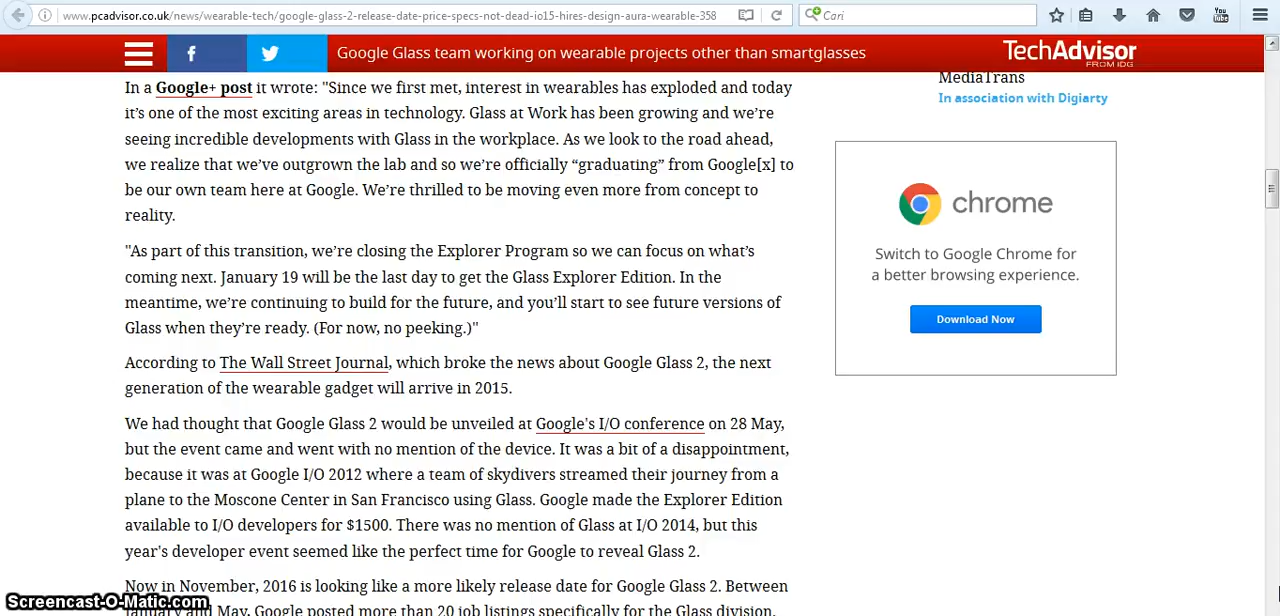 www.pcadvisor.co.uk/news/wearable-tech/google-glass-2-release-date-price-specs-not-dead-io15-hires-design-aura-wearable-358
Cari
You
Tube
f
Google Glass team working on wearable projects other than smartglasses
TechAdvisor
FROM IDG
In a Google+ post it wrote: "Since we first met, interest in wearables has exploded and today
it's one of the most exciting areas in technology. Glass at Work has been growing and we're
seeing incredible developments with Glass in the workplace. As we look to the road ahead,
we realize that we've outgrown the lab and so we're officially “graduating” from Google[x] to
be our own team here at Google. We're thrilled to be moving even more from concept to
reality.
"As part of this transition, we're closing the Explorer Program so we can focus on what's
coming next. January 19 will be the last day to get the Glass Explorer Edition. In the
meantime, we're continuing to build for the future, and you'll start to see future versions of
Glass when they're ready. (For now, no peeking.)"
According to The Wall Street Journal, which broke the news about Google Glass 2, the next
generation of the wearable gadget will arrive in 2015.
We had thought that Google Glass 2 would be unveiled at Google's I/O conference on 28 May,
but the event came and went with no mention of the device. It was a bit of a disappointment,
because it was at Google I/O 2012 where a team of skydivers streamed their journey from a
plane to the Moscone Center in San Francisco using Glass. Google made the Explorer Edition
available to I/O developers for $1500. There was no mention of Glass at I/O 2014, but this
year's developer event seemed like the perfect time for Google to reveal Glass 2.
Now in November, 2016 is looking like a more likely release date for Google Glass 2. Between
January and May, Google posted more than 20 job listings specifically for the Glass division,
MediaTrans
In association with Digiarty
chrome
Switch to Google Chrome for
a better browsing experience.
Download Now
Screencast-O-Matic.com